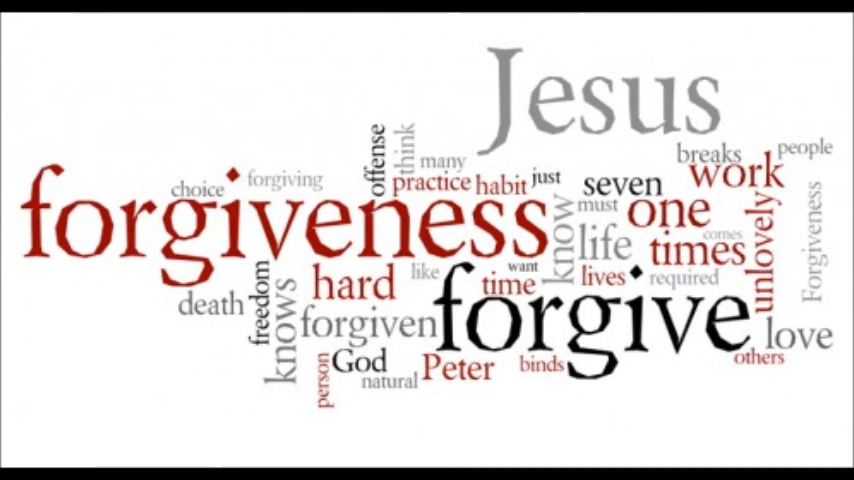 Jesus
people
breaks
offense
think
many
work
choice
forgiving
practice
habit
just
seven
forgiveness
must
one
know
life
comes
times
unlovely
Forgiveness
hard
like
want
time
lives
required
death
freedom
knows
forgiven
forgive
love
person
God
natural
Peter
binds
others